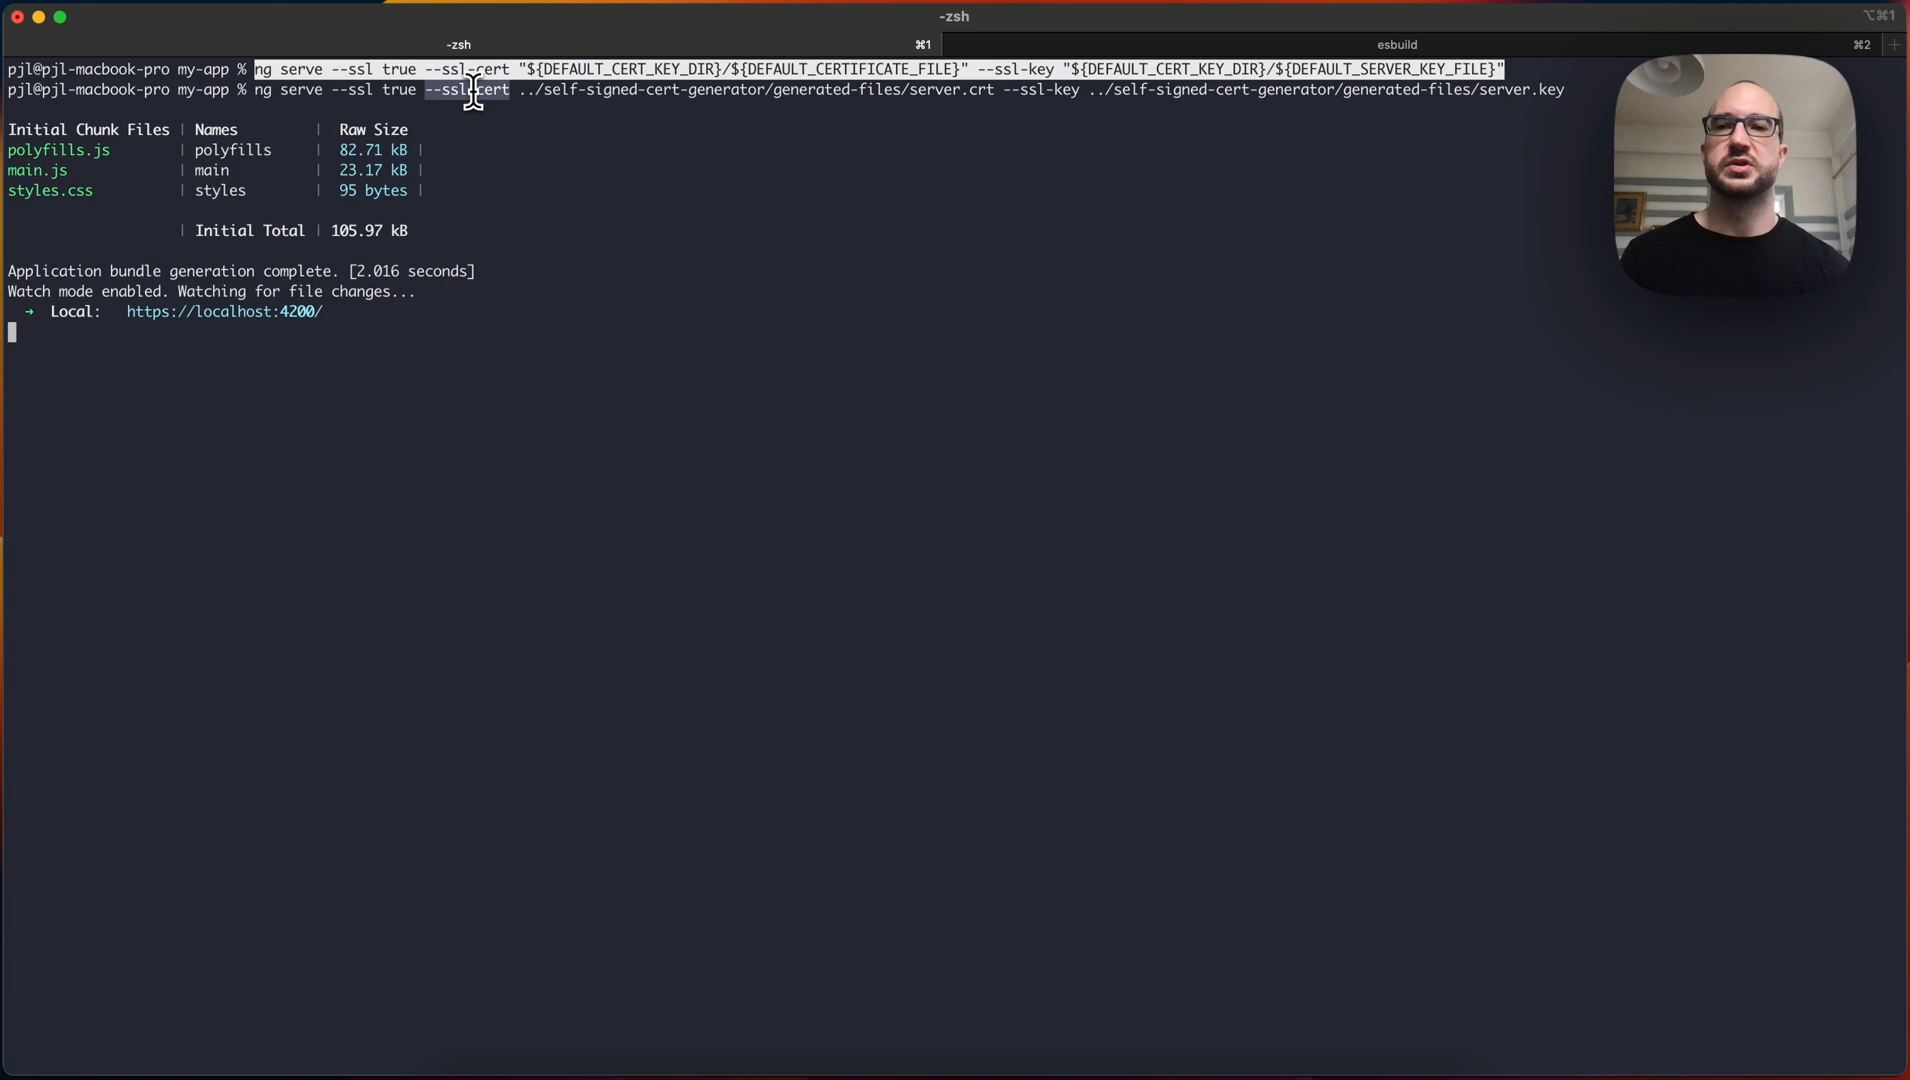 -zsh
⌥⌘1
-zsh ⌘1 esbuild ⌘2 +
pjl@pjl-macbook-pro my-app % ng serve --ssl true --ssl-cert "${DEFAULT_CERT_KEY_DIR}/${DEFAULT_CERTIFICATE_FILE}" --ssl-key "${DEFAULT_CERT_KEY_DIR}/${DEFAULT_SERVER_KEY_FILE}"
pjl@pjl-macbook-pro my-app % ng serve --ssl true --ssl-cert ../self-signed-cert-generator/generated-files/server.crt --ssl-key ../self-signed-cert-generator/generated-files/server.key
Initial Chunk Files | Names | Raw Size
polyfills.js | polyfills | 82.71 kB |
main.js | main | 23.17 kB |
styles.css | styles | 95 bytes |
| Initial Total | 105.97 kB
Application bundle generation complete. [2.016 seconds]
Watch mode enabled. Watching for file changes...
➜ Local: https://localhost:4200/